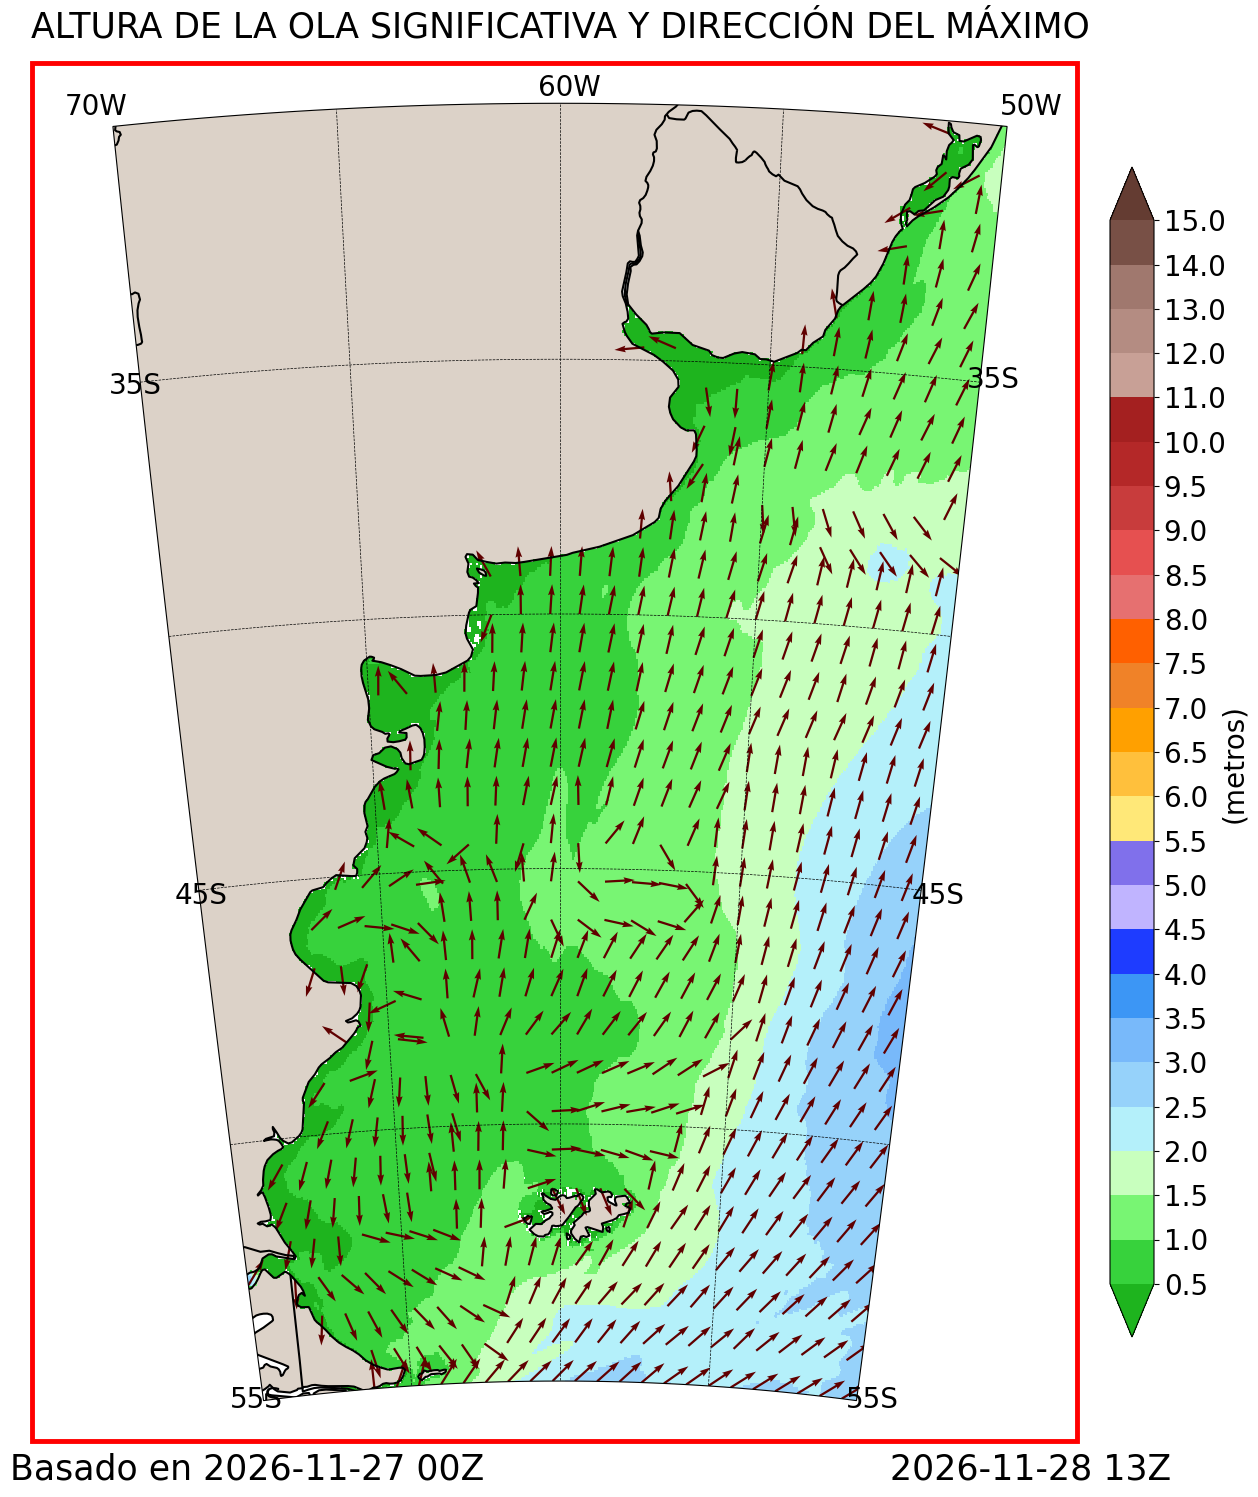 ALTURA DE LA OLA SIGNIFICATIVA Y DIRECCIÓN DEL MÁXIMO
70W
60W
50W
35S
35S
45S
45S
55S
55S
15.0
14.0
13.0
12.0
11.0
10.0
9.5
9.0
8.5
8.0
7.5
7.0
6.5
6.0
5.5
5.0
4.5
4.0
3.5
3.0
2.5
2.0
1.5
1.0
0.5
(metros)
Basado en 2026-11-27 00Z
2026-11-28 13Z